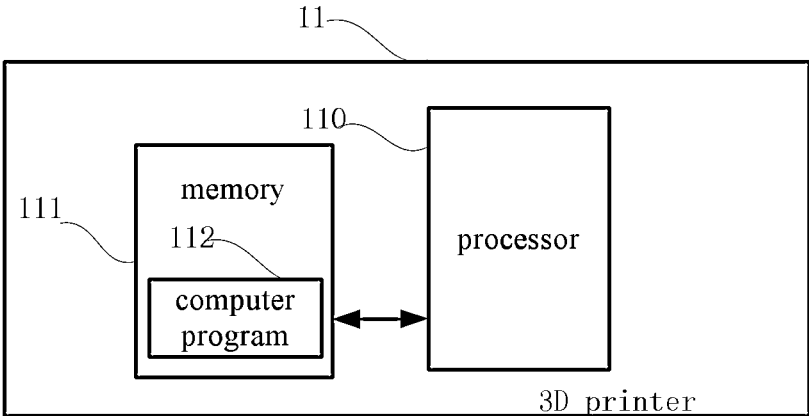 11
110
memory
111
112
processor
computer
program
3D printer